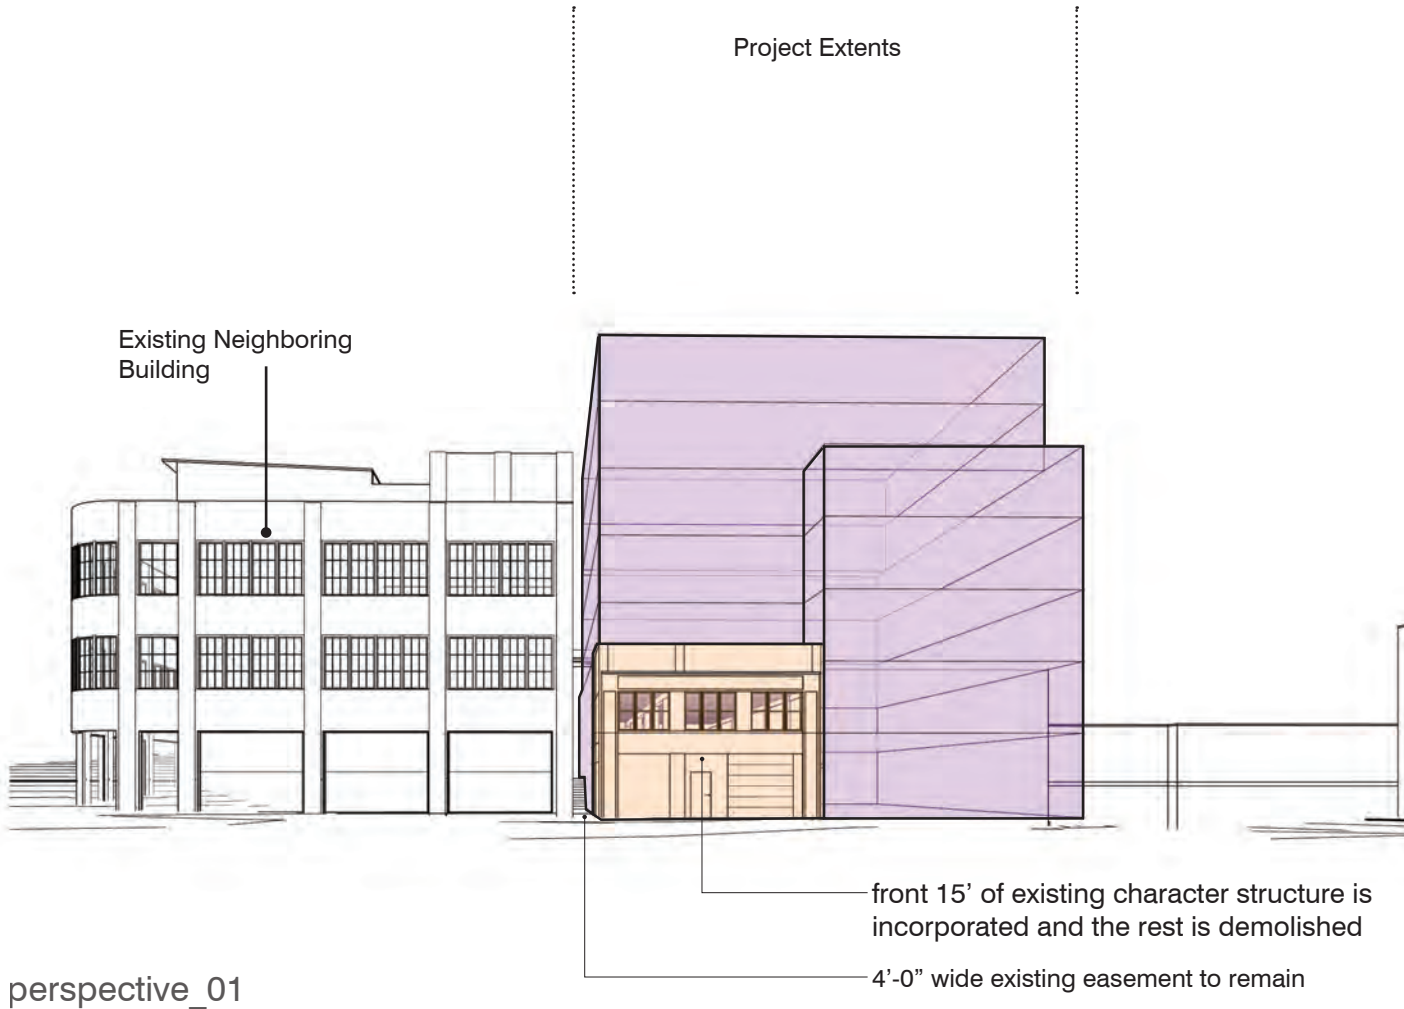 Project Extents
Existing Neighboring
Building
front 15’ of existing character structure is
incorporated and the rest is demolished
4’-0” wide existing easement to remain
perspective_01